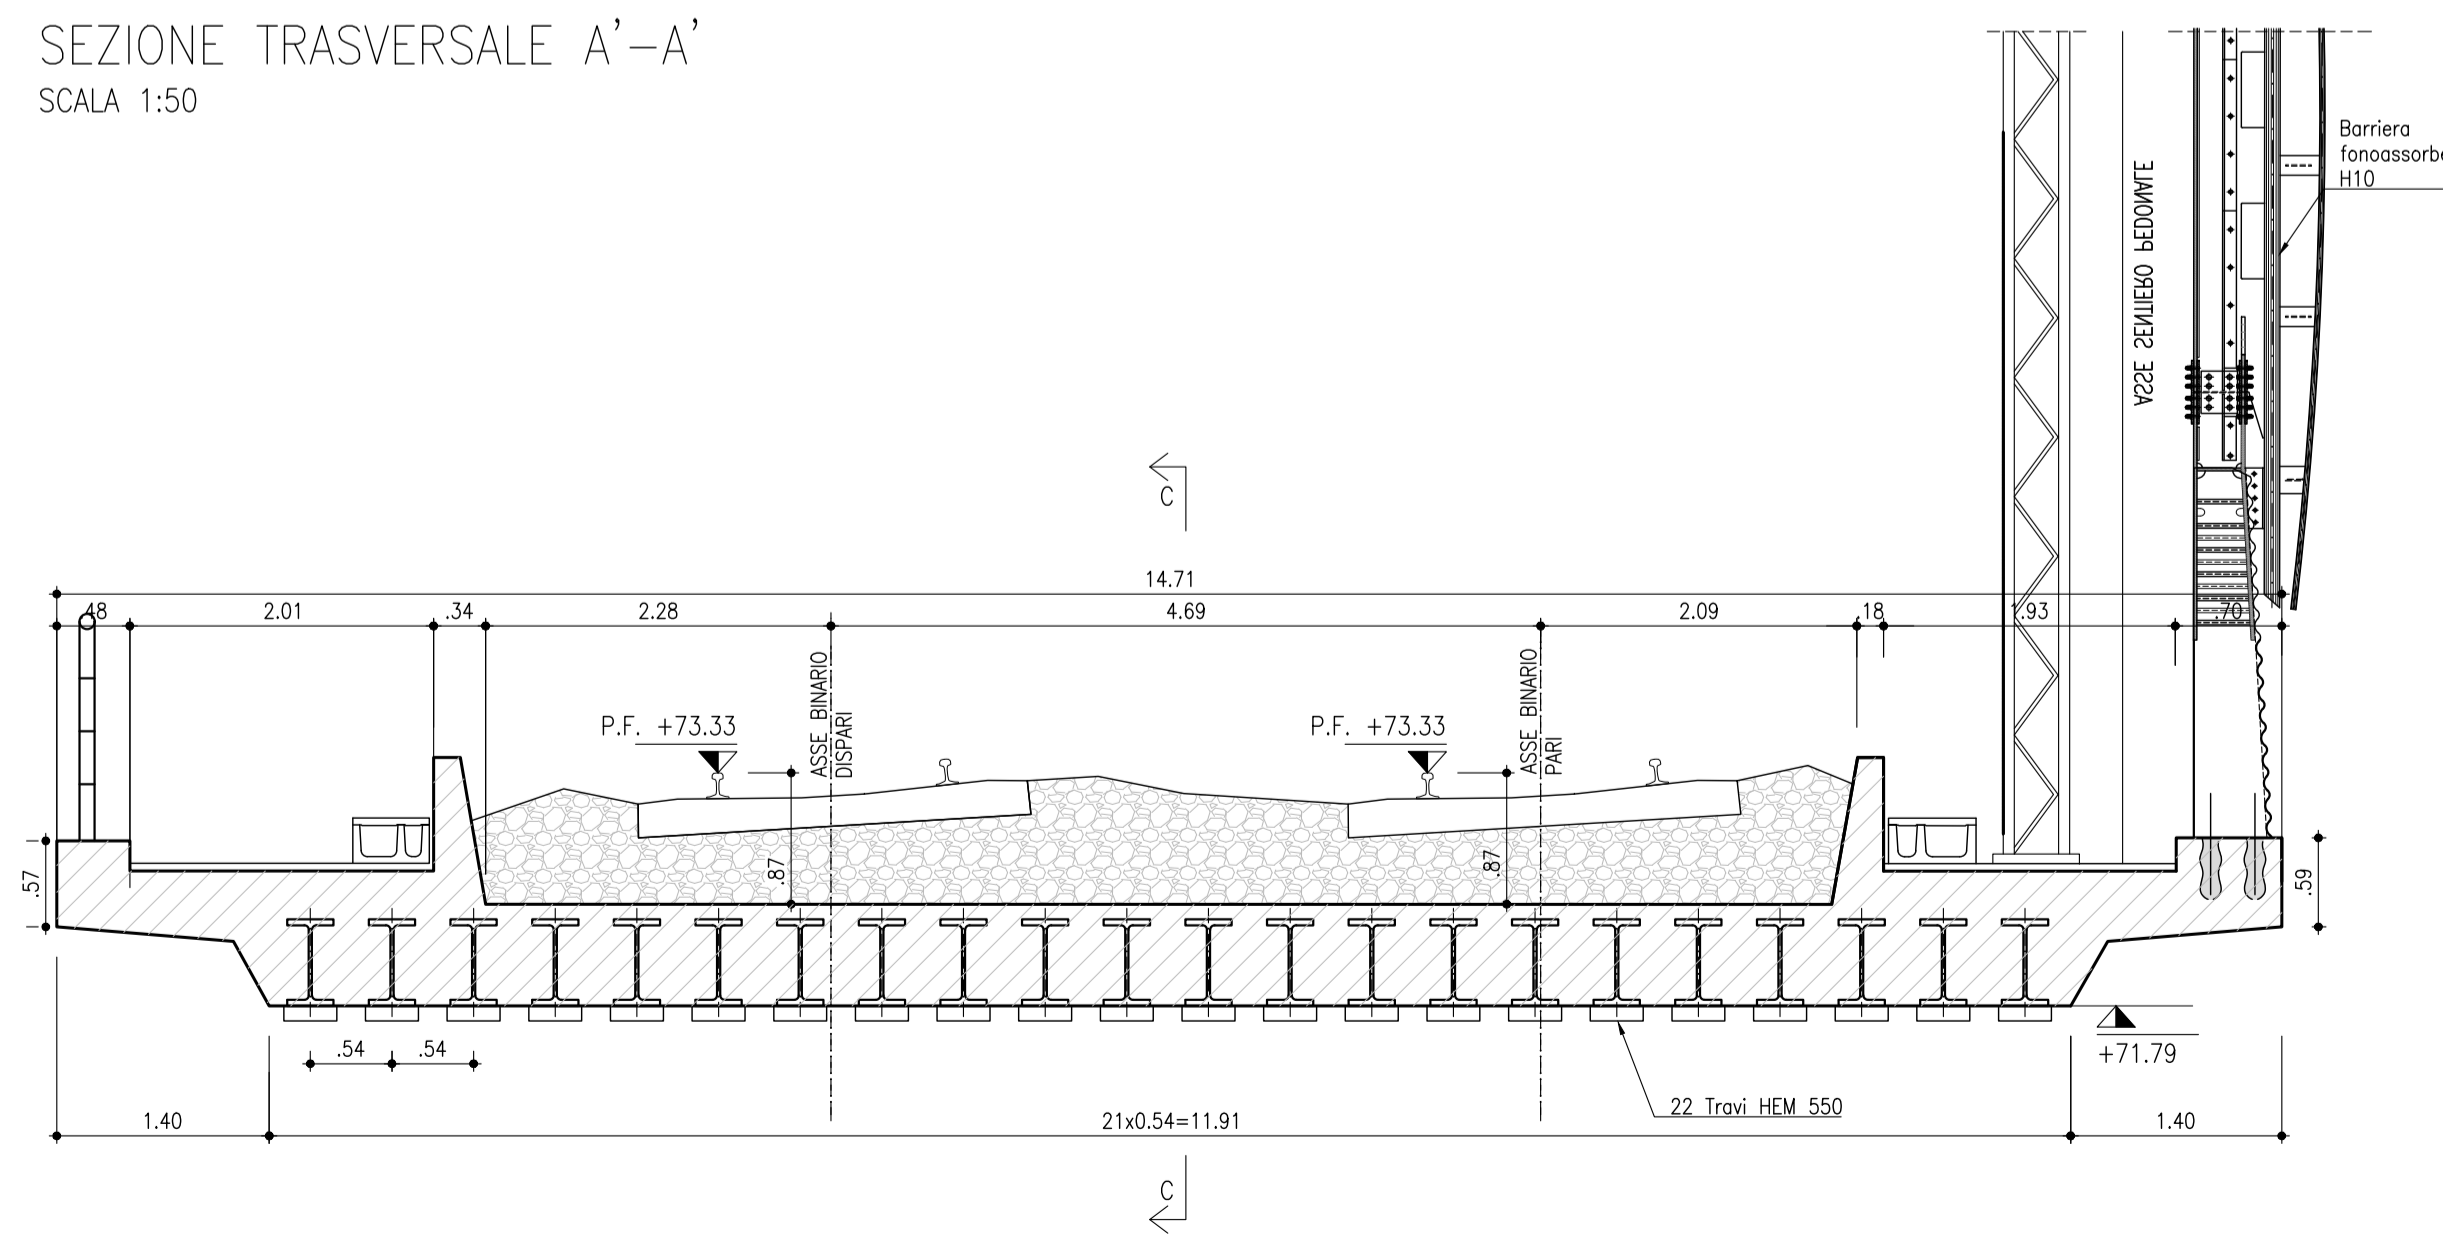 SEZIONE TRASVERSALE A'-A'
SCALA 1:50
Barriera
fonoassorbe
H10
ASSE SENTIERO PEDONALE
C
14.71
.48
2.01
.34
2.28
4.69
2.09
.18
1.93
.70
P.F. +73.33
ASSE BINARIO
DISPARI
P.F. +73.33
ASSE BINARIO
PARI
.57
.87
.87
.59
.54
.54
+71.79
22 Travi HEM 550
1.40
21x0.54=11.91
1.40
C